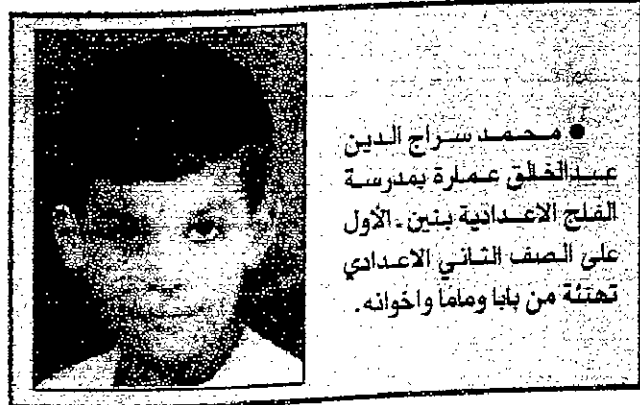 ● محمد سراج الدين
عبدالخالق عمارة بمدرسة
الفلج الاعدادية بنين ـ الأول
على الصف الثاني الاعدادي
تهنئة من بابا وماما واخوانه.